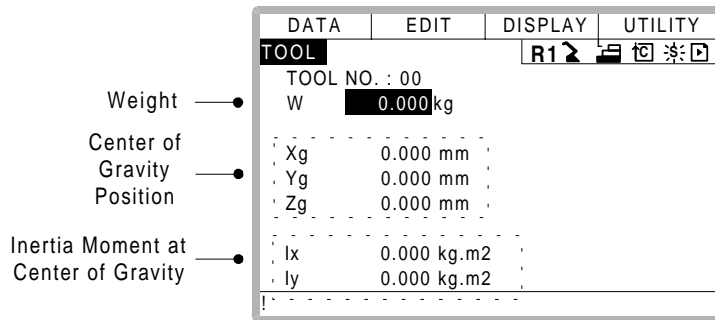 DATA EDIT DISPLAY UTILITY
TOOL R1 C S
TOOL NO. : 00
Weight W 0.000 kg
Center of
Gravity
Position
Xg 0.000 mm
Yg 0.000 mm
Zg 0.000 mm
Inertia Moment at
Center of Gravity
Ix 0.000 kg.m2
Iy 0.000 kg.m2
!